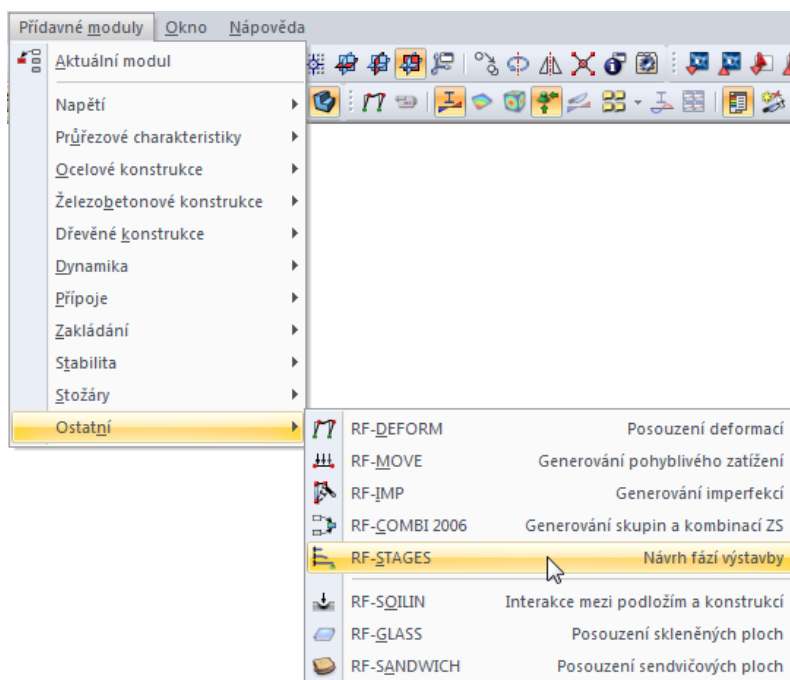 Přídavné moduly Okno Nápověda
Aktuální modul
Napětí
Průřezové charakteristiky
Ocelové konstrukce
Železobetonové konstrukce
Dřevěné konstrukce
Dynamika
Přípoje
Zakládání
Stabilita
Stožáry
Ostatní
RF-DEFORM Posouzení deformací
RF-MOVE Generování pohyblivého zatížení
RF-IMP Generování imperfekcí
RF-COMBI 2006 Generování skupin a kombinací ZS
RF-STAGES Návrh fází výstavby
RF-SOILIN Interakce mezi podložím a konstrukcí
RF-GLASS Posouzení skleněných ploch
RF-SANDWICH Posouzení sendvičových ploch